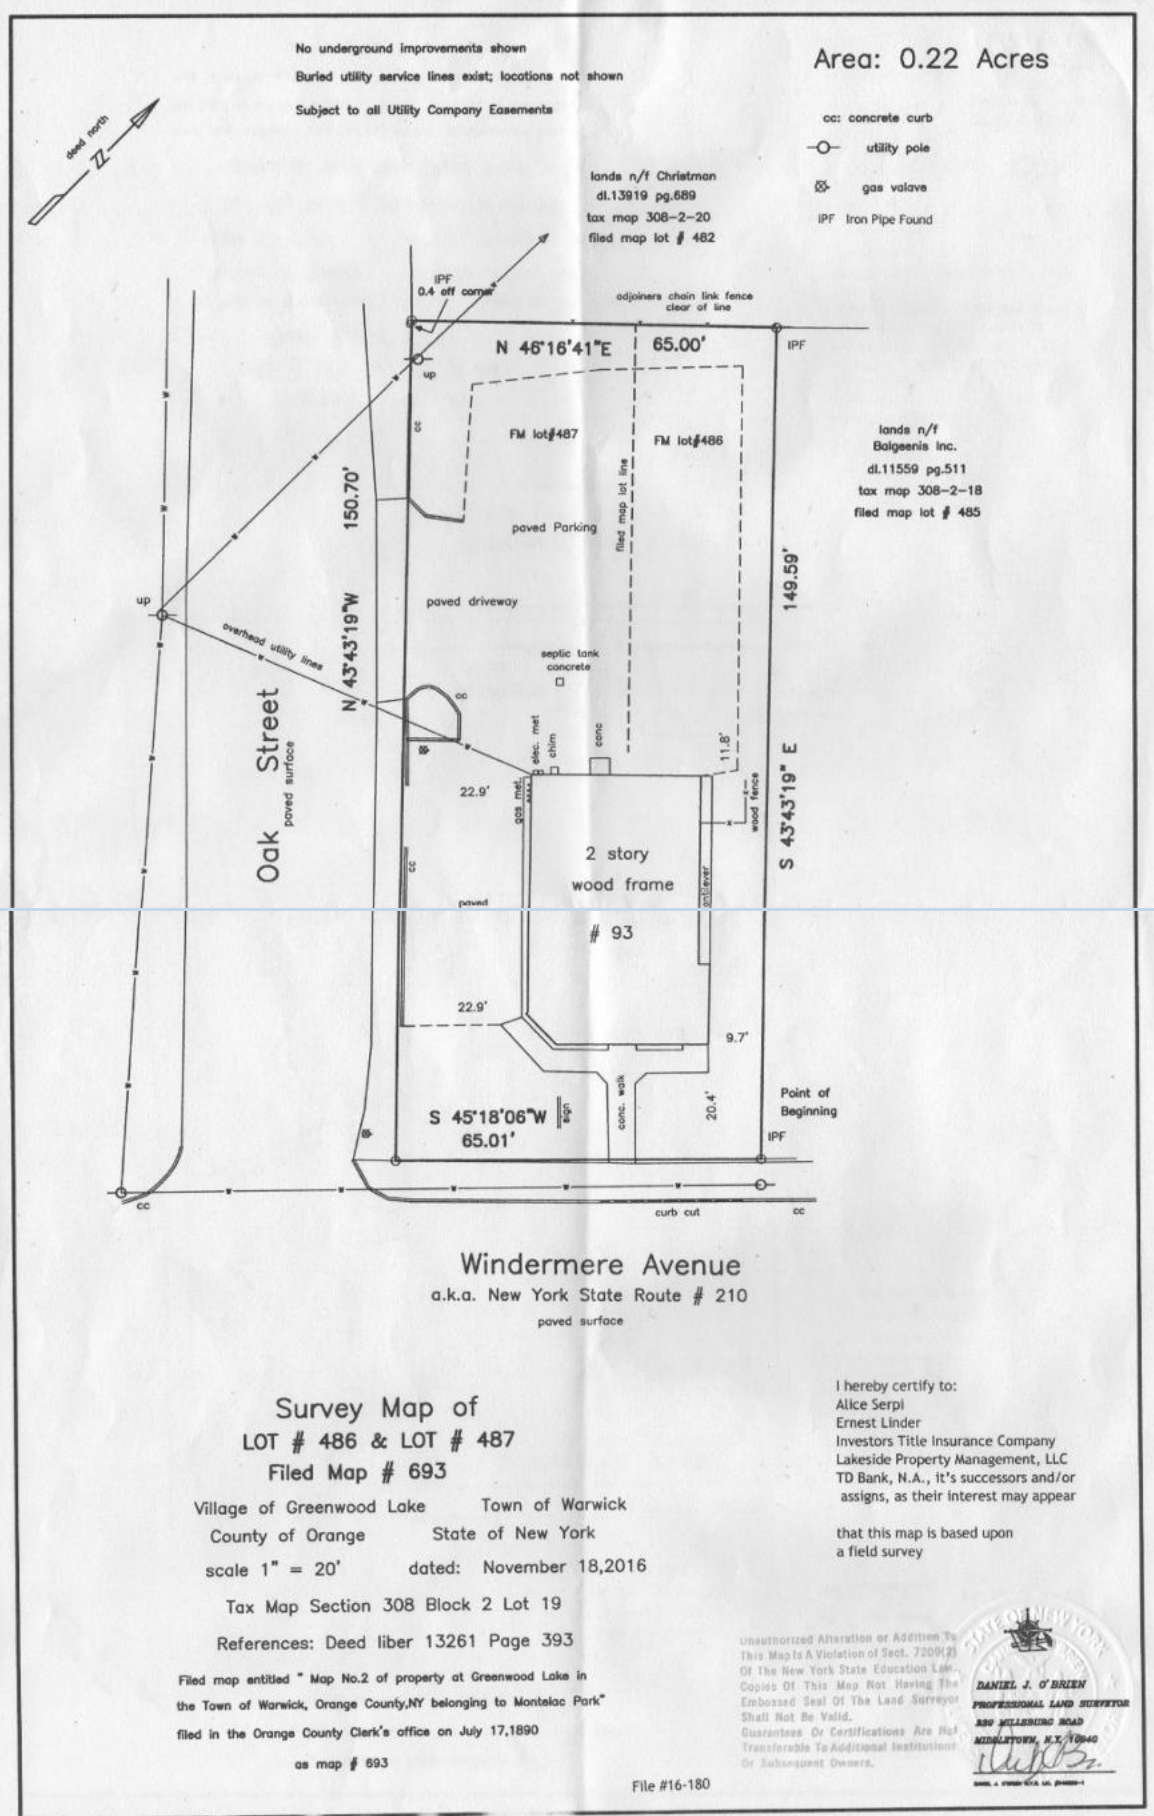 No underground improvements shown
Buried utility service lines exist; locations not shown
Subject to all Utility Company Easements
Area: 0.22 Acres
cc: concrete curb
utility pole
gas valave
IPF Iron Pipe Found
deed north
N
lands n/f Christman
dl.13919 pg.689
tax map 308-2-20
filed map lot # 482
IPF
0.4 off corner
adjoiners chain link fence
clear of line
N 46°16'41"E 65.00'
IPF
up
cc
FM lot#487
FM lot#486
lands n/f
Balgeenis Inc.
dl.11559 pg.511
tax map 308-2-18
filed map lot # 485
filed map lot line
N 43°43'19"W 150.70'
paved Parking
149.59'
S 43°43'19" E
up
paved driveway
overhead utility lines
septic tank
concrete
cc
Oak Street
paved surface
elec. met
chim
conc
11.8'
22.9'
gas met.
wood fence
2 story
wood frame
# 93
cc
paved
22.9'
9.7'
Point of
Beginning
S 45°18'06"W
65.01'
sign
conc. walk
20.4'
IPF
cc
curb cut
cc
Windermere Avenue
a.k.a. New York State Route # 210
paved surface
Survey Map of
LOT # 486 & LOT # 487
Filed Map # 693
Village of Greenwood Lake Town of Warwick
County of Orange State of New York
scale 1" = 20' dated: November 18,2016
Tax Map Section 308 Block 2 Lot 19
References: Deed liber 13261 Page 393
Filed map entitled " Map No.2 of property at Greenwood Lake in
the Town of Warwick, Orange County,NY belonging to Montelac Park"
filed in the Orange County Clerk's office on July 17,1890
as map # 693
I hereby certify to:
Alice Serpi
Ernest Linder
Investors Title Insurance Company
Lakeside Property Management, LLC
TD Bank, N.A., it's successors and/or
assigns, as their interest may appear
that this map is based upon
a field survey
Unauthorized Alteration or Addition To
This Map Is A Violation of Sect. 7209(2)
Of The New York State Education Law.
Copies Of This Map Not Having The
Embossed Seal Of The Land Surveyor
Shall Not Be Valid.
Guarantees Or Certifications Are Not
Transferable To Additional Institutions
Or Subsequent Owners.
STATE OF NEW YORK
DANIEL J. O'BRIEN
PROFESSIONAL LAND SURVEYOR
MIDDLETOWN, N.Y. 10940
File #16-180